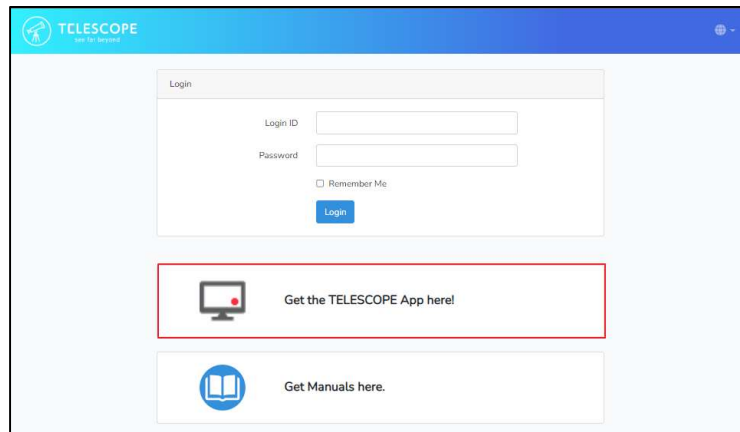 TELESCOPE
see far beyond
Login
Login ID
Password
Remember Me
Login
Get the TELESCOPE App here!
Get Manuals here.